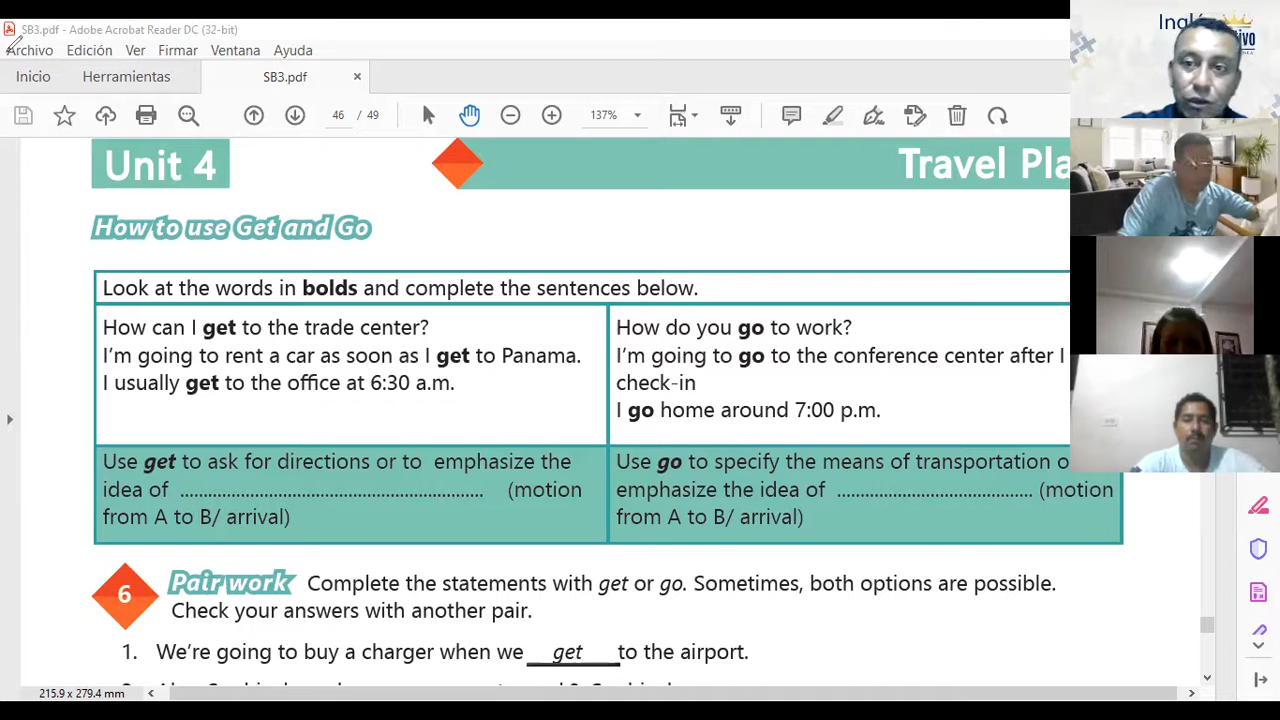 SB3.pdf - Adobe Acrobat Reader DC (32-bit)
Archivo Edición Ver Firmar Ventana Ayuda
Inicio Herramientas SB3.pdf ×
46 / 49 137%
Unit 4
Travel Pla
How to use Get and Go
Look at the words in bolds and complete the sentences below.
How can I get to the trade center?
I'm going to rent a car as soon as I get to Panama.
I usually get to the office at 6:30 a.m.
How do you go to work?
I'm going to go to the conference center after I
check-in
I go home around 7:00 p.m.
Use get to ask for directions or to emphasize the
idea of .................................................... (motion
from A to B/ arrival)
Use go to specify the means of transportation o
emphasize the idea of .......................................... (motion
from A to B/ arrival)
6 Pair work Complete the statements with get or go. Sometimes, both options are possible.
Check your answers with another pair.
1. We're going to buy a charger when we get to the airport.
215.9 x 279.4 mm